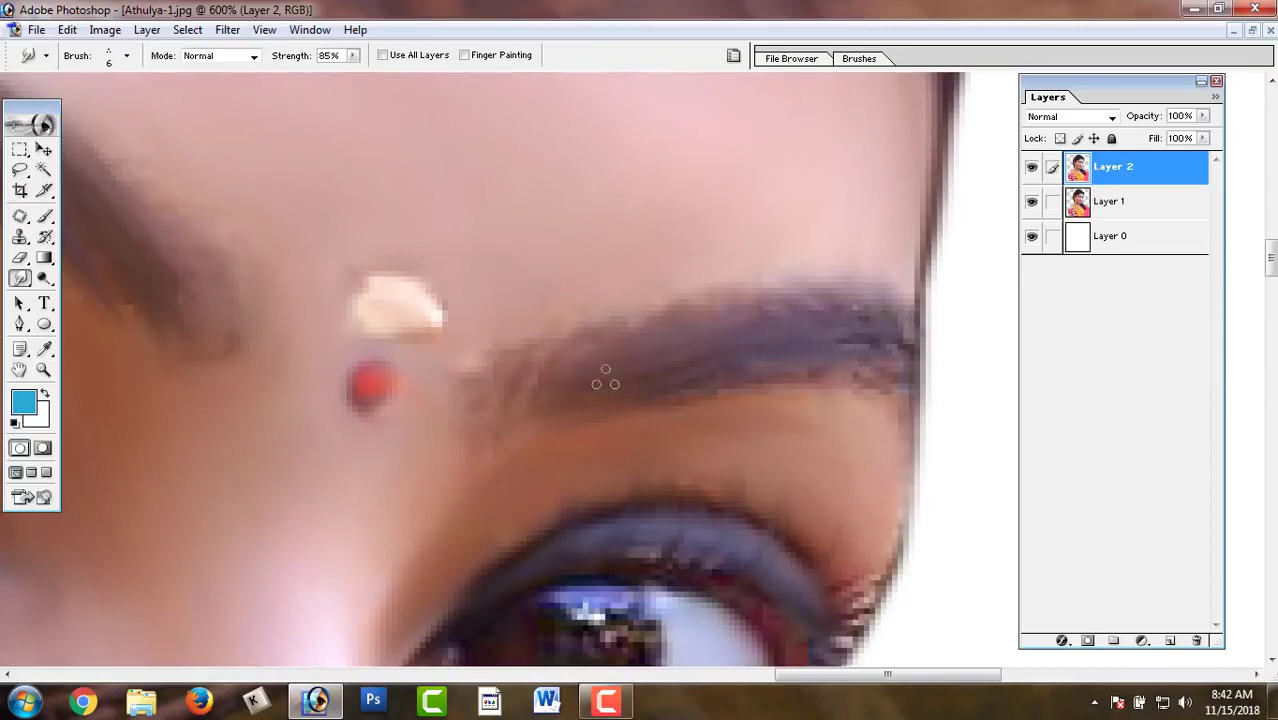 Adobe Photoshop - [Athulya-1.jpg @ 600% (Layer 2, RGB)]
File Edit Image Layer Select Filter View Window Help
Brush: 6 Mode: Normal Strength: 85% Use All Layers Finger Painting File Browser Brushes
Layers
Normal Opacity: 100%
Lock: Fill: 100%
Layer 2
Layer 1
Layer 0
T
Ps
C
W
C
K
8:42 AM
11/15/2018